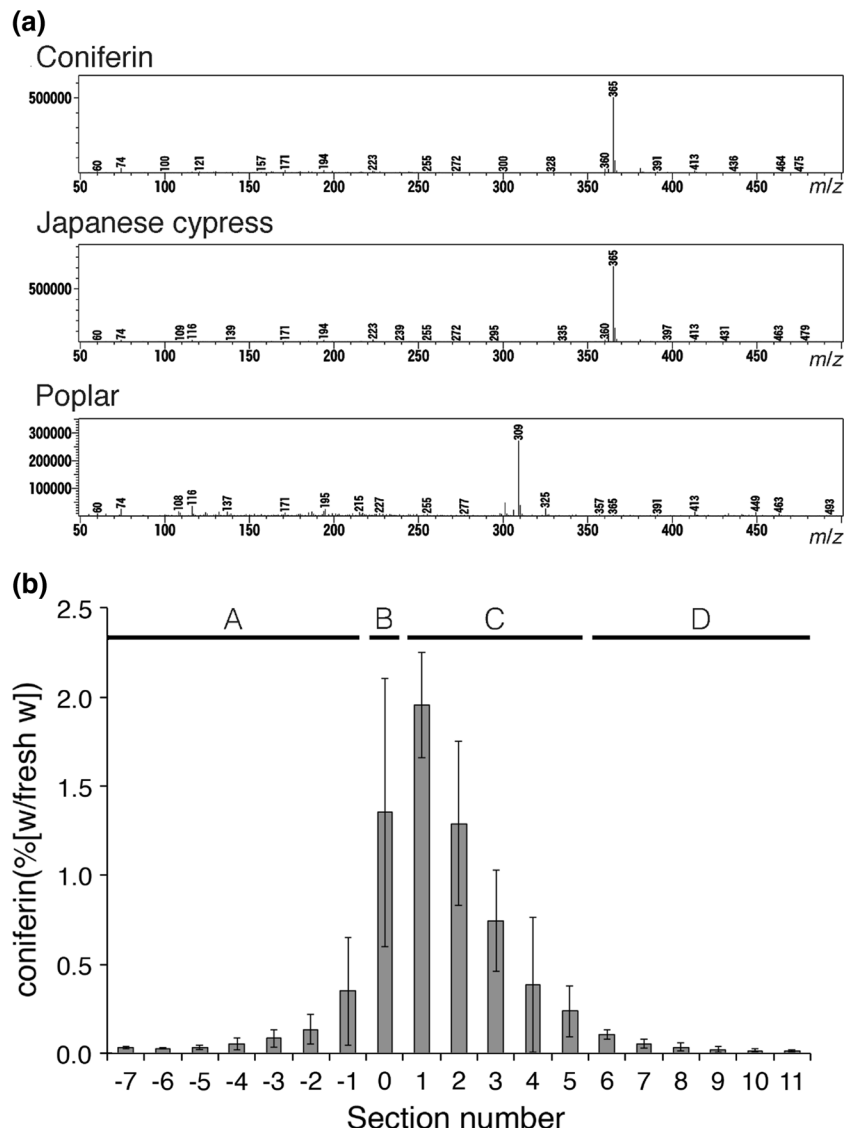 (a)
Coniferin
500000
60 74 100 121 157 171 194 223 255 272 300 328 360 365 391 413 436 464 475
50 100 150 200 250 300 350 400 450 m/z
Japanese cypress
500000
60 74 109 116 139 171 194 223 239 255 272 295 335 360 365 397 413 431 463 479
50 100 150 200 250 300 350 400 450 m/z
Poplar
300000
200000
100000
60 74 108 116 137 171 195 215 227 255 277 309 325 357 365 391 413 449 463 493
50 100 150 200 250 300 350 400 450 m/z
(b)
A B C D
coniferin(%[w/fresh w])
2.5
2.0
1.5
1.0
0.5
0.0
-7 -6 -5 -4 -3 -2 -1 0 1 2 3 4 5 6 7 8 9 10 11
Section number